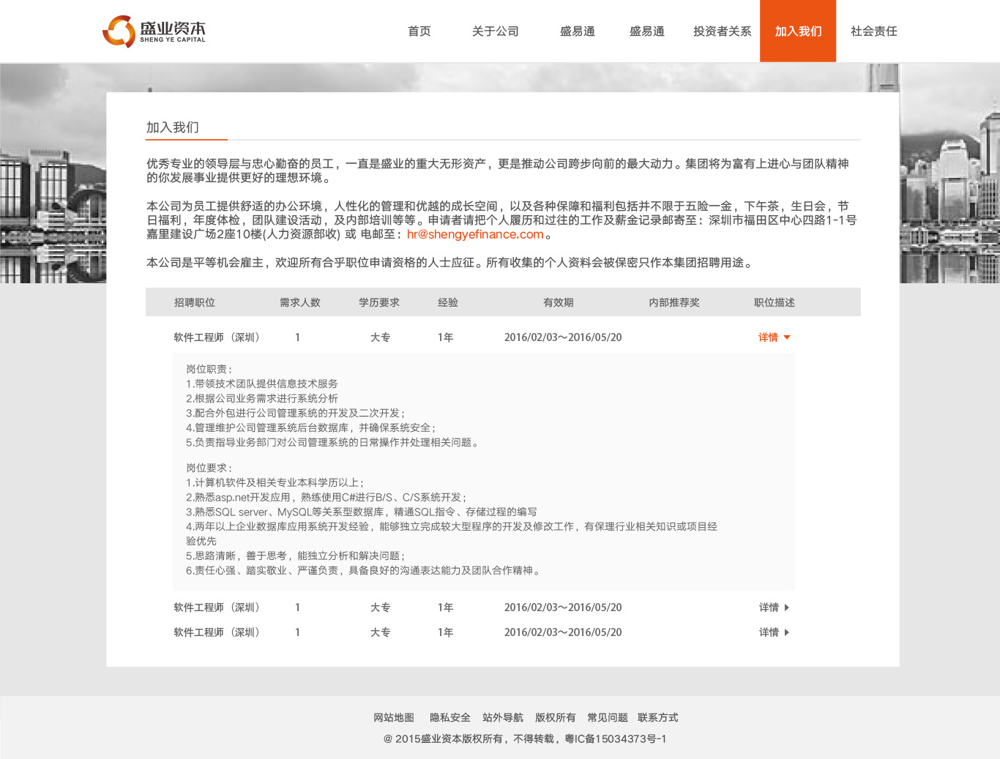 盛业资本
SHENG YE CAPITAL
首页 关于公司 盛易通 盛易通 投资者关系 加入我们 社会责任
加入我们
优秀专业的领导层与忠心勤奋的员工，一直是盛业的重大无形资产，更是推动公司跨步向前的最大动力。集团将为富有上进心与团队精神
的你发展事业提供更好的理想环境。
本公司为员工提供舒适的办公环境，人性化的管理和优越的成长空间，以及各种保障和福利包括并不限于五险一金，下午茶，生日会，节
日福利，年度体检，团队建设活动，及内部培训等等。申请者请把个人履历和过往的工作及薪金记录邮寄至：深圳市福田区中心四路1-1号
嘉里建设广场2座10楼(人力资源部收) 或 电邮至：hr@shengyefinance.com。
本公司是平等机会雇主，欢迎所有合乎职位申请资格的人士应征。所有收集的个人资料会被保密只作本集团招聘用途。
招聘职位 需求人数 学历要求 经验 有效期 内部推荐奖 职位描述
软件工程师（深圳） 1 大专 1年 2016/02/03～2016/05/20 详情
岗位职责：
1.带领技术团队提供信息技术服务
2.根据公司业务需求进行系统分析
3.配合外包进行公司管理系统的开发及二次开发；
4.管理维护公司管理系统后台数据库，并确保系统安全；
5.负责指导业务部门对公司管理系统的日常操作并处理相关问题。
岗位要求：
1.计算机软件及相关专业本科学历以上；
2.熟悉asp.net开发应用，熟练使用C#进行B/S、C/S系统开发；
3.熟悉SQL server、MySQL等关系型数据库，精通SQL指令、存储过程的编写
4.两年以上企业数据库应用系统开发经验，能够独立完成较大型程序的开发及修改工作，有保理行业相关知识或项目经
验优先
5.思路清晰，善于思考，能独立分析和解决问题；
6.责任心强、踏实敬业、严谨负责，具备良好的沟通表达能力及团队合作精神。
软件工程师（深圳） 1 大专 1年 2016/02/03～2016/05/20 详情
软件工程师（深圳） 1 大专 1年 2016/02/03～2016/05/20 详情
网站地图 隐私安全 站外导航 版权所有 常见问题 联系方式
@ 2015盛业资本版权所有，不得转载，粤IC备15034373号-1